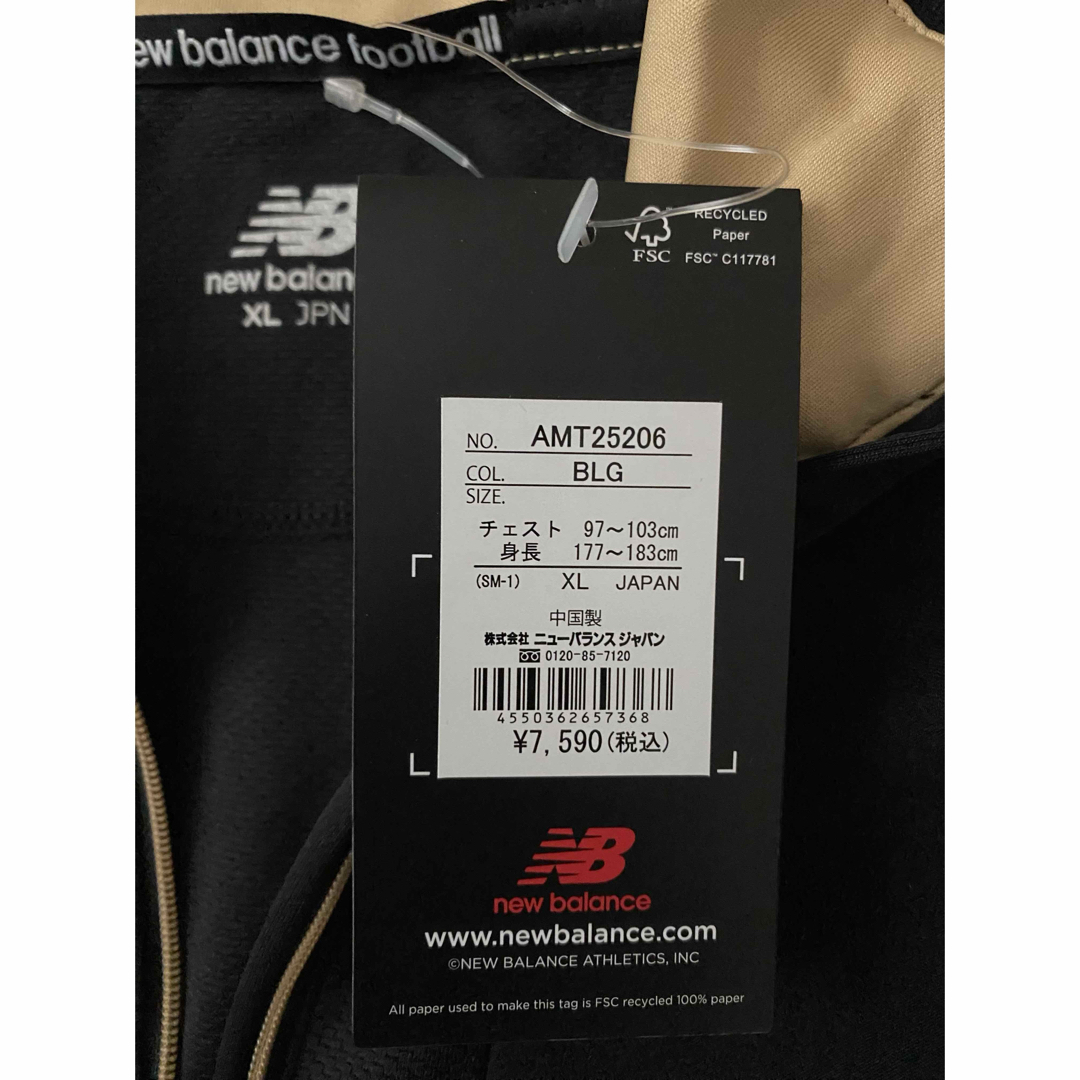 ew balance football
NB
new balan
XL JPN
FSC
RECYCLED
Paper
FSC™ C117781
NO. AMT25206
COL. BLG
SIZE.
チェスト 97～103cm
身長 177～183cm
(SM-1) XL JAPAN
中国製
株式会社 ニューバランス ジャパン
0120-85-7120
4550362657368
¥7,590(税込)
NB
new balance
www.newbalance.com
©NEW BALANCE ATHLETICS, INC
All paper used to make this tag is FSC recycled 100% paper